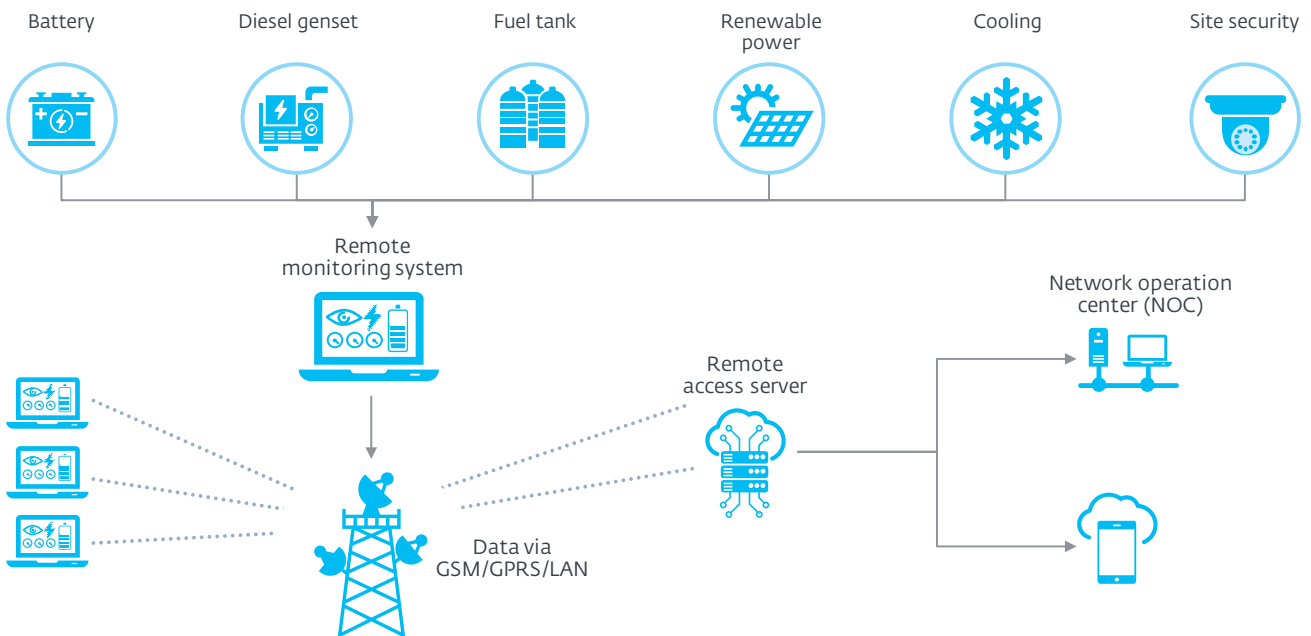 Battery
Diesel genset
Fuel tank
Renewable
power
Cooling
Site security
Remote
monitoring system
Network operation
center (NOC)
Remote
access server
Data via
GSM/GPRS/LAN